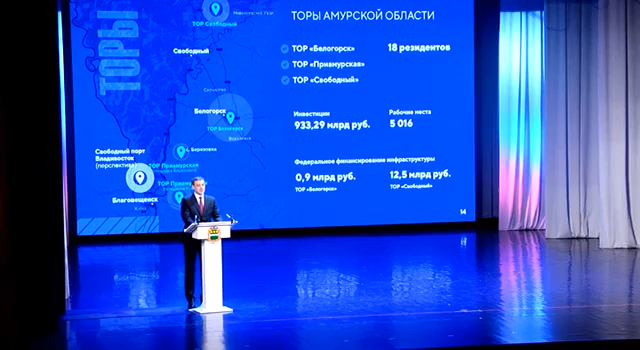 ТОРЫ
ТОР Свободный
Свободный
Белогорск
ТОР Белогорск
Свободный порт
Владивосток
(перспектива)
ТОР Приамурская
Благовещенск
ТОРЫ АМУРСКОЙ ОБЛАСТИ
ТОР «Белогорск»
18 резидентов
ТОР «Приамурская»
ТОР «Свободный»
Инвестиции
933,29 млрд руб.
Рабочие места
5 016
Федеральное финансирование инфраструктуры
0,9 млрд руб.
ТОР «Белогорск»
12,5 млрд руб.
ТОР «Свободный»
14